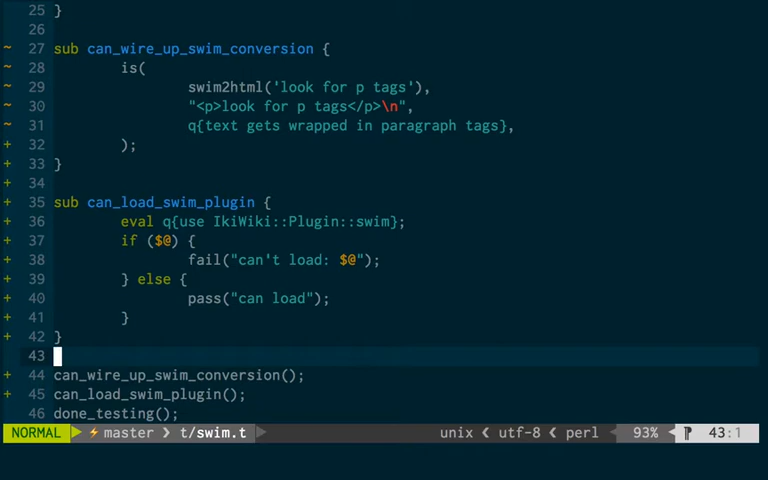 25 }
26
~ 27 sub can_wire_up_swim_conversion {
~ 28         is(
~ 29                 swim2html('look for p tags'),
~ 30                 "<p>look for p tags</p>\n",
~ 31                 q{text gets wrapped in paragraph tags},
+ 32         );
+ 33 }
+ 34
+ 35 sub can_load_swim_plugin {
+ 36         eval q{use IkiWiki::Plugin::swim};
+ 37         if ($@) {
+ 38                 fail("can't load: $@");
+ 39         } else {
+ 40                 pass("can load");
+ 41         }
+ 42 }
43
+ 44 can_wire_up_swim_conversion();
+ 45 can_load_swim_plugin();
46 done_testing();
NORMAL master t/swim.t unix utf-8 perl 93% 43:1